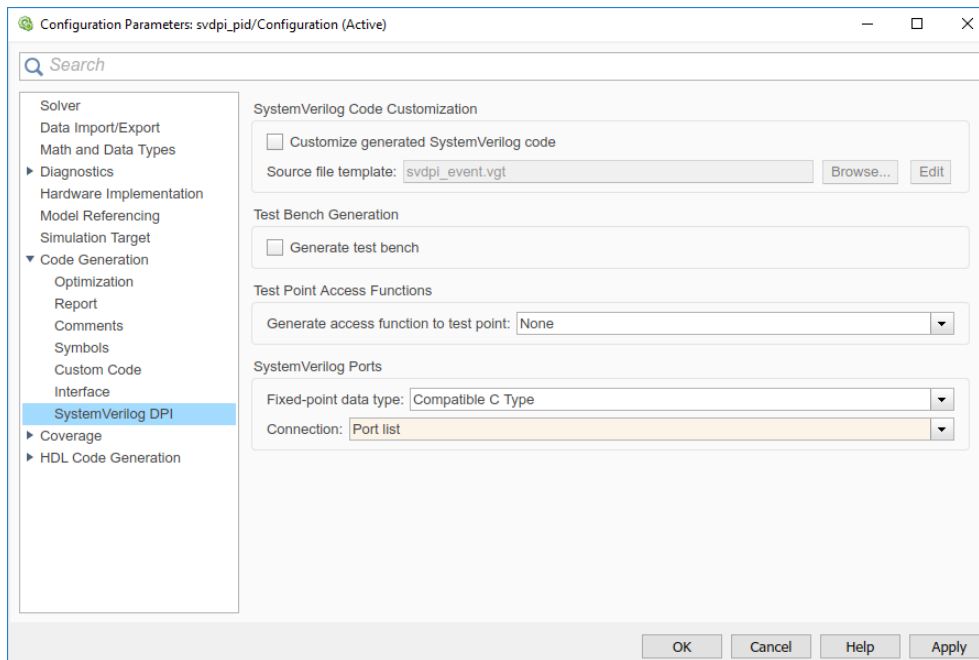 Configuration Parameters: svdpi_pid/Configuration (Active)
Search
Solver
Data Import/Export
Math and Data Types
Diagnostics
Hardware Implementation
Model Referencing
Simulation Target
Code Generation
Optimization
Report
Comments
Symbols
Custom Code
Interface
SystemVerilog DPI
Coverage
HDL Code Generation
SystemVerilog Code Customization
Customize generated SystemVerilog code
Source file template: svdpi_event.vgt Browse... Edit
Test Bench Generation
Generate test bench
Test Point Access Functions
Generate access function to test point: None
SystemVerilog Ports
Fixed-point data type: Compatible C Type
Connection: Port list
OK Cancel Help Apply